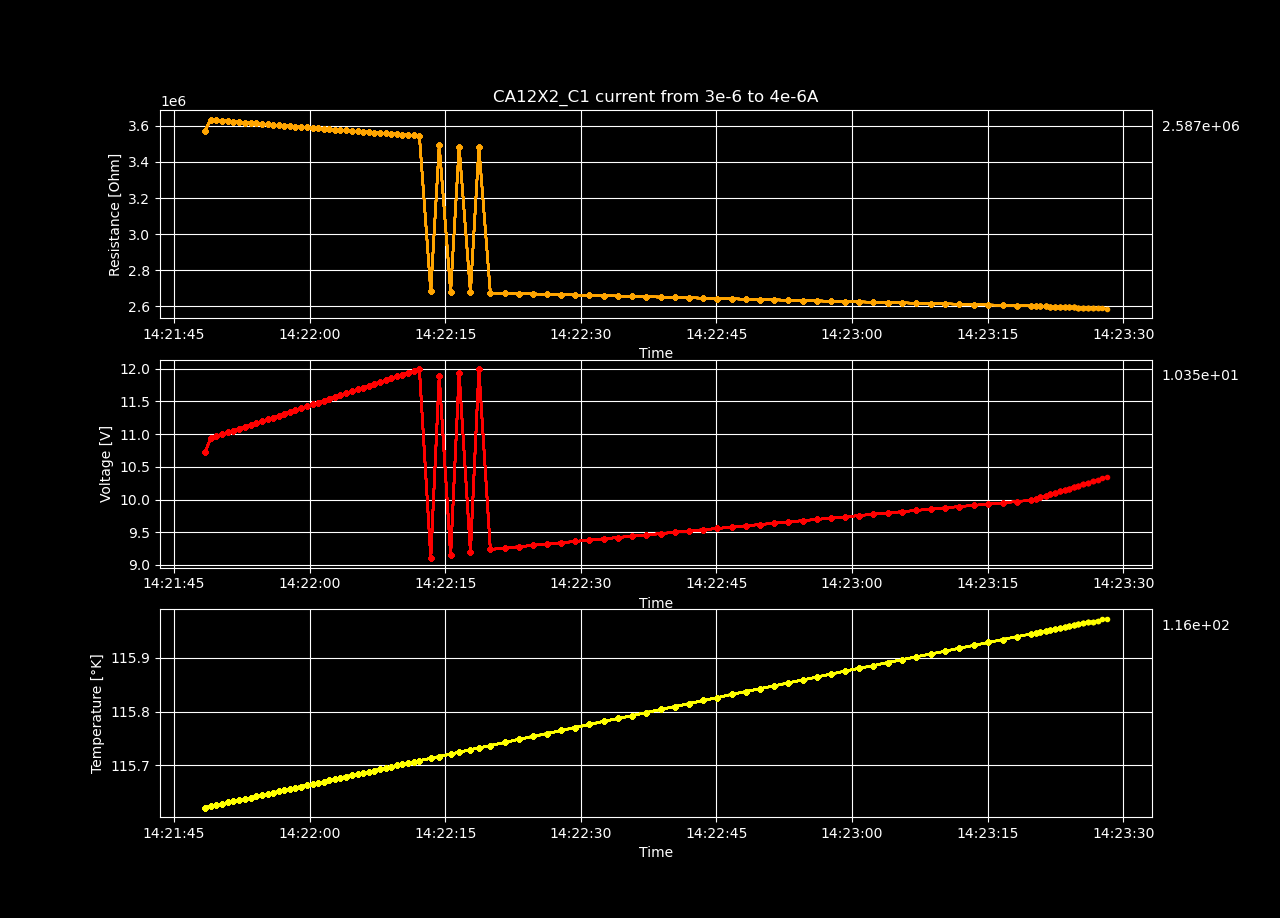 CA12X2_C1 current from 3e-6 to 4e-6A
1e6
2.587e+06
3.6
3.4
3.2
3.0
2.8
2.6
Resistance [Ohm]
14:21:45 14:22:00 14:22:15 14:22:30 14:22:45 14:23:00 14:23:15 14:23:30
Time
1.035e+01
12.0
11.5
11.0
10.5
10.0
9.5
9.0
Voltage [V]
14:21:45 14:22:00 14:22:15 14:22:30 14:22:45 14:23:00 14:23:15 14:23:30
Time
1.16e+02
115.9
115.8
115.7
Temperature [°K]
14:21:45 14:22:00 14:22:15 14:22:30 14:22:45 14:23:00 14:23:15 14:23:30
Time